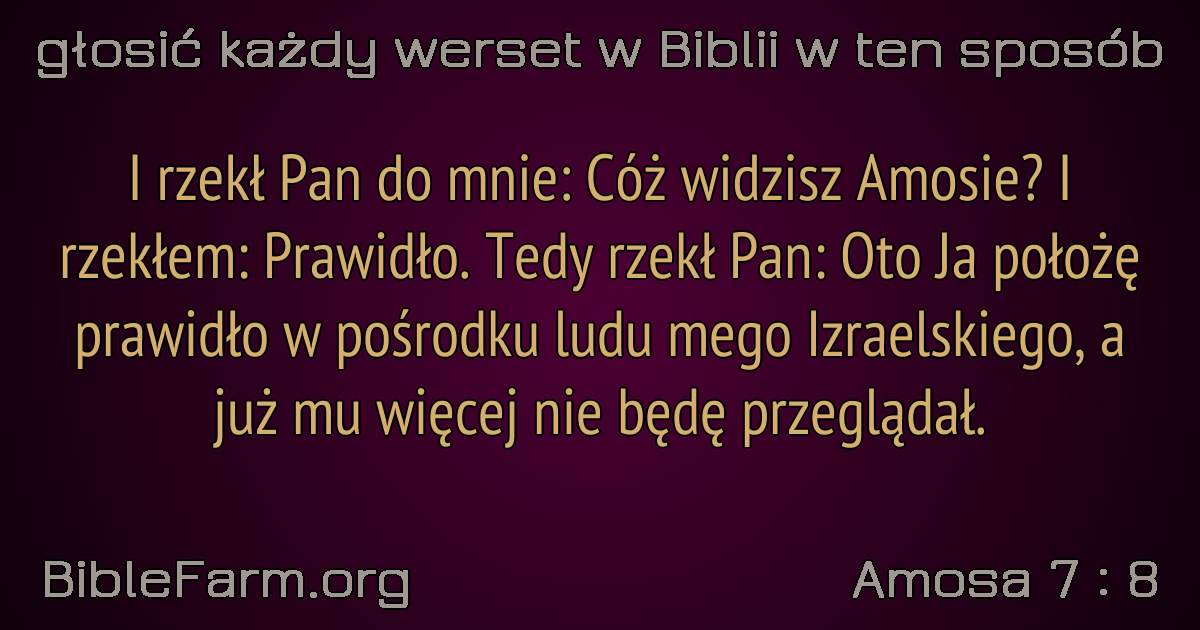 głosić każdy werset w Biblii w ten sposób
I rzekł Pan do mnie: Cóż widzisz Amosie? I
rzekłem: Prawidło. Tedy rzekł Pan: Oto Ja położę
prawidło w pośrodku ludu mego Izraelskiego, a
już mu więcej nie będę przeglądał.
BibleFarm.org
Amosa 7 : 8